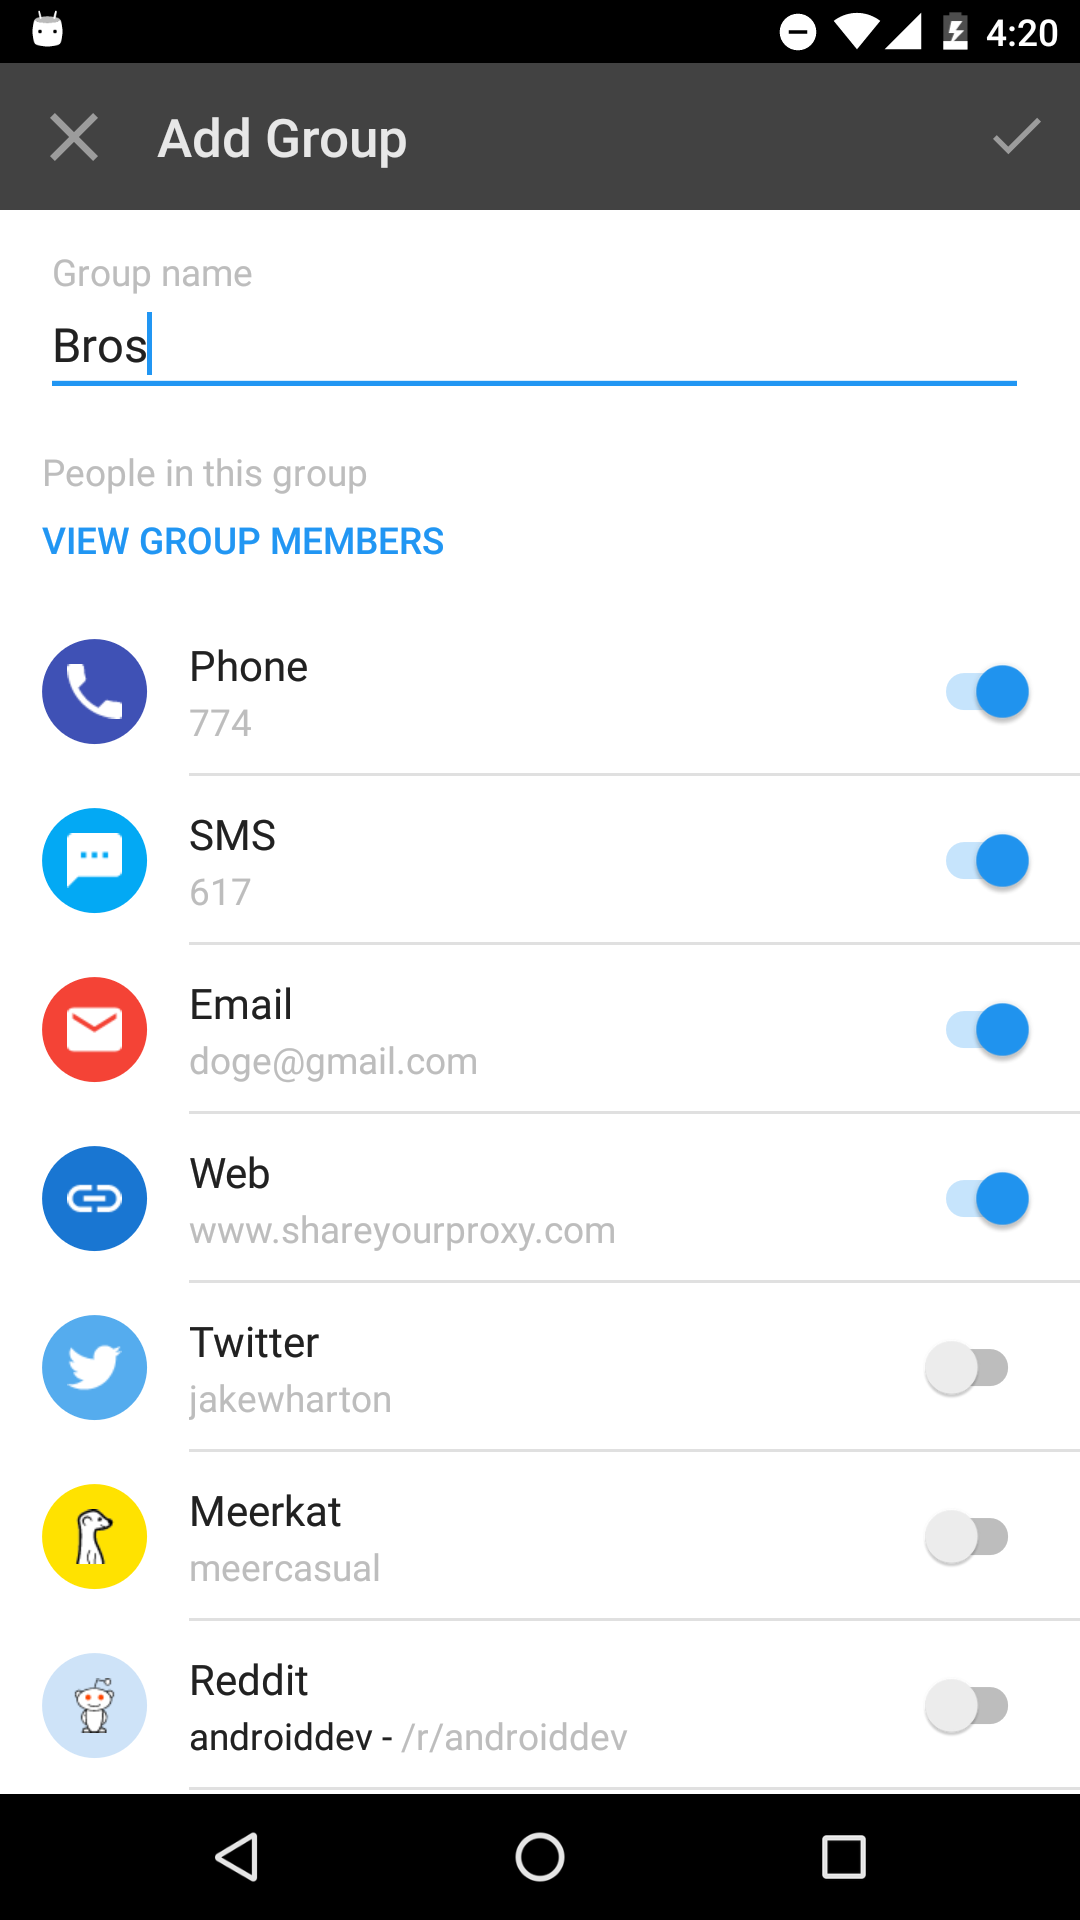 4:20
Add Group
Group name
Bros
People in this group
VIEW GROUP MEMBERS
Phone
774
SMS
617
Email
doge@gmail.com
Web
www.shareyourproxy.com
Twitter
jakewharton
Meerkat
meercasual
Reddit
androiddev - /r/androiddev